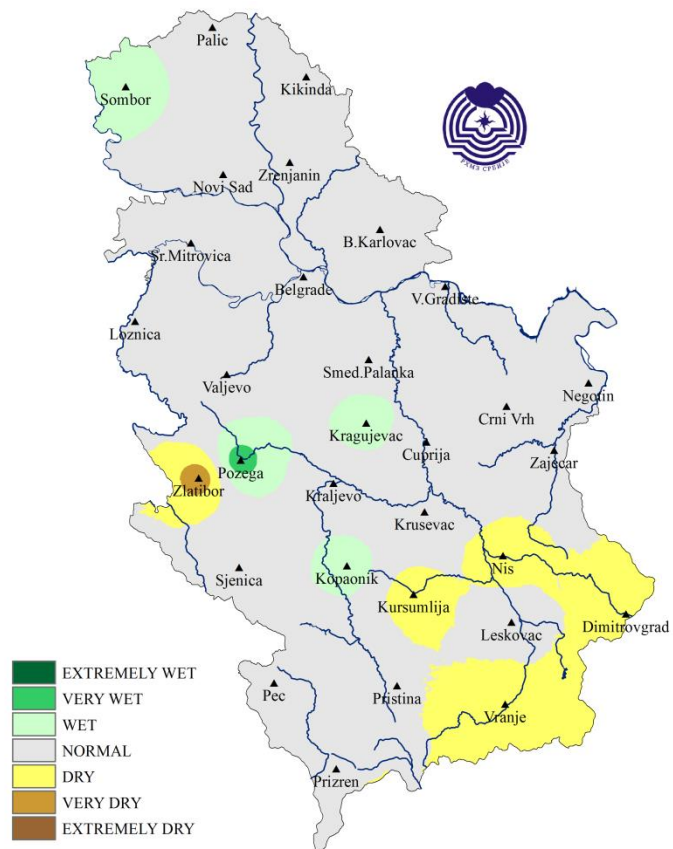 Palic
Sombor
Kikinda
Zrenjanin
Novi Sad
РХМЗ СРБИЈЕ
B.Karlovac
Sr.Mitrovica
Belgrade
V.Gradiste
Loznica
Smed.Palanka
Valjevo
Negotin
Crni Vrh
Kragujevac
Cuprija
Zajecar
Pozega
Zlatibor
Kraljevo
Krusevac
Nis
Sjenica
Kopaonik
Kursumlija
Dimitrovgrad
Leskovac
Pec
Pristina
Vranje
Prizren
EXTREMELY WET
VERY WET
WET
NORMAL
DRY
VERY DRY
EXTREMELY DRY